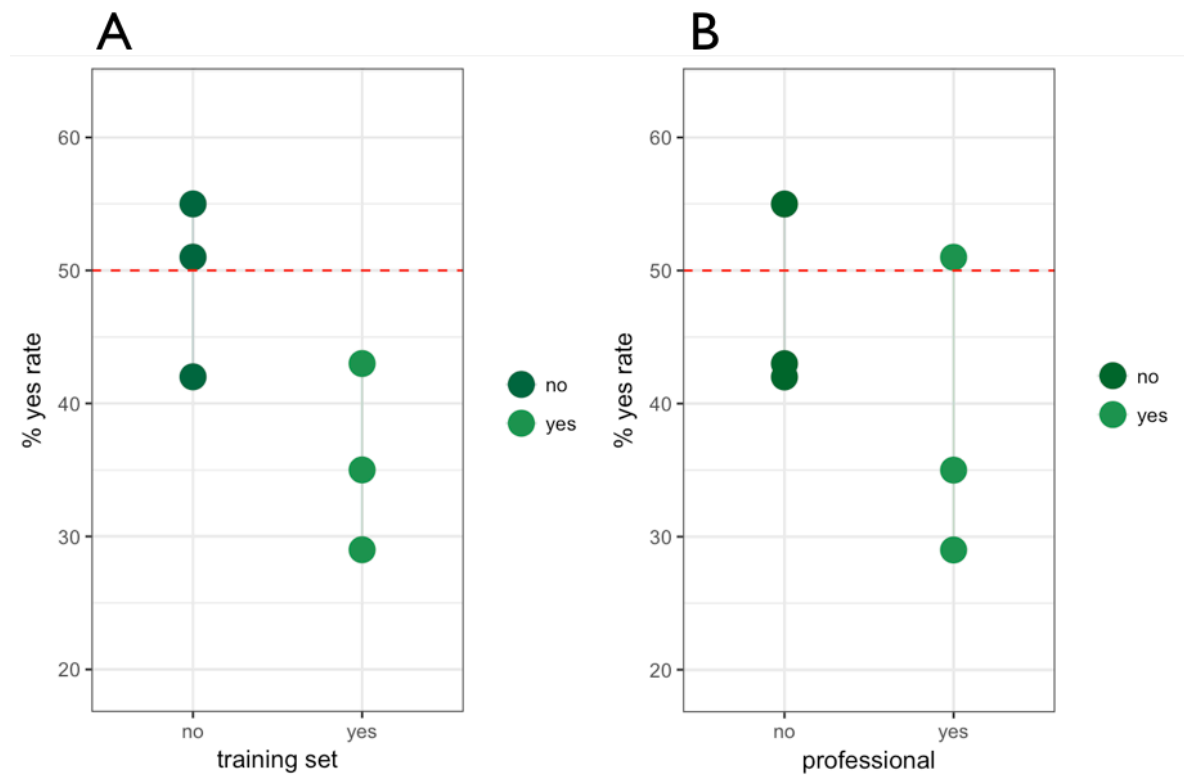 A
60
50
40
30
20
% yes rate
no
yes
training set
no
yes
B
60
50
40
30
20
% yes rate
no
yes
professional
no
yes